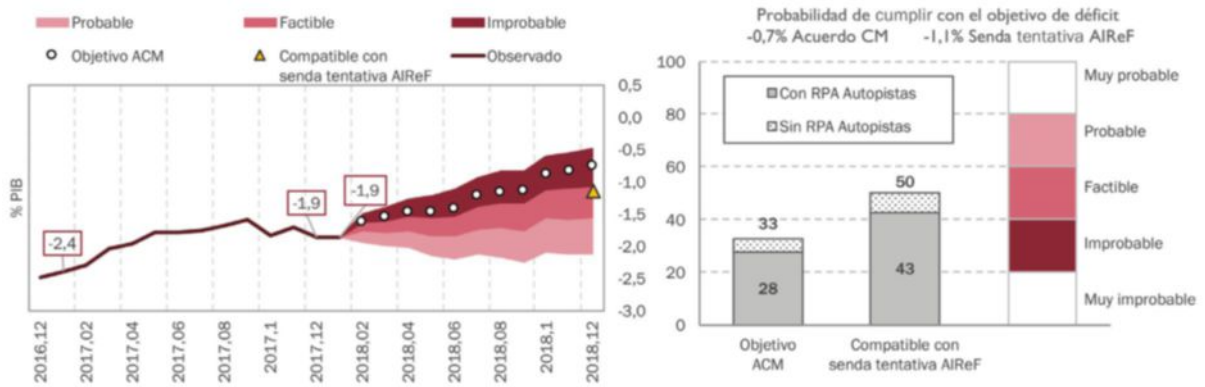 Probable
Factible
Improbable
Objetivo ACM
Compatible con
senda tentativa AIReF
Observado
% PIB
0,5
0,0
-0,5
-1,0
-1,5
-2,0
-2,5
-3,0
-2,4
-1,9
-1,9
2016,12
2017,02
2017,04
2017,06
2017,08
2017,1
2017,12
2018,02
2018,04
2018,06
2018,08
2018,1
2018,12
Probabilidad de cumplir con el objetivo de déficit
-0,7% Acuerdo CM -1,1% Senda tentativa AIReF
100
80
60
40
20
0
Con RPA Autopistas
Sin RPA Autopistas
33
28
50
43
Objetivo
ACM
Compatible con
senda tentativa AIReF
Muy probable
Probable
Factible
Improbable
Muy improbable